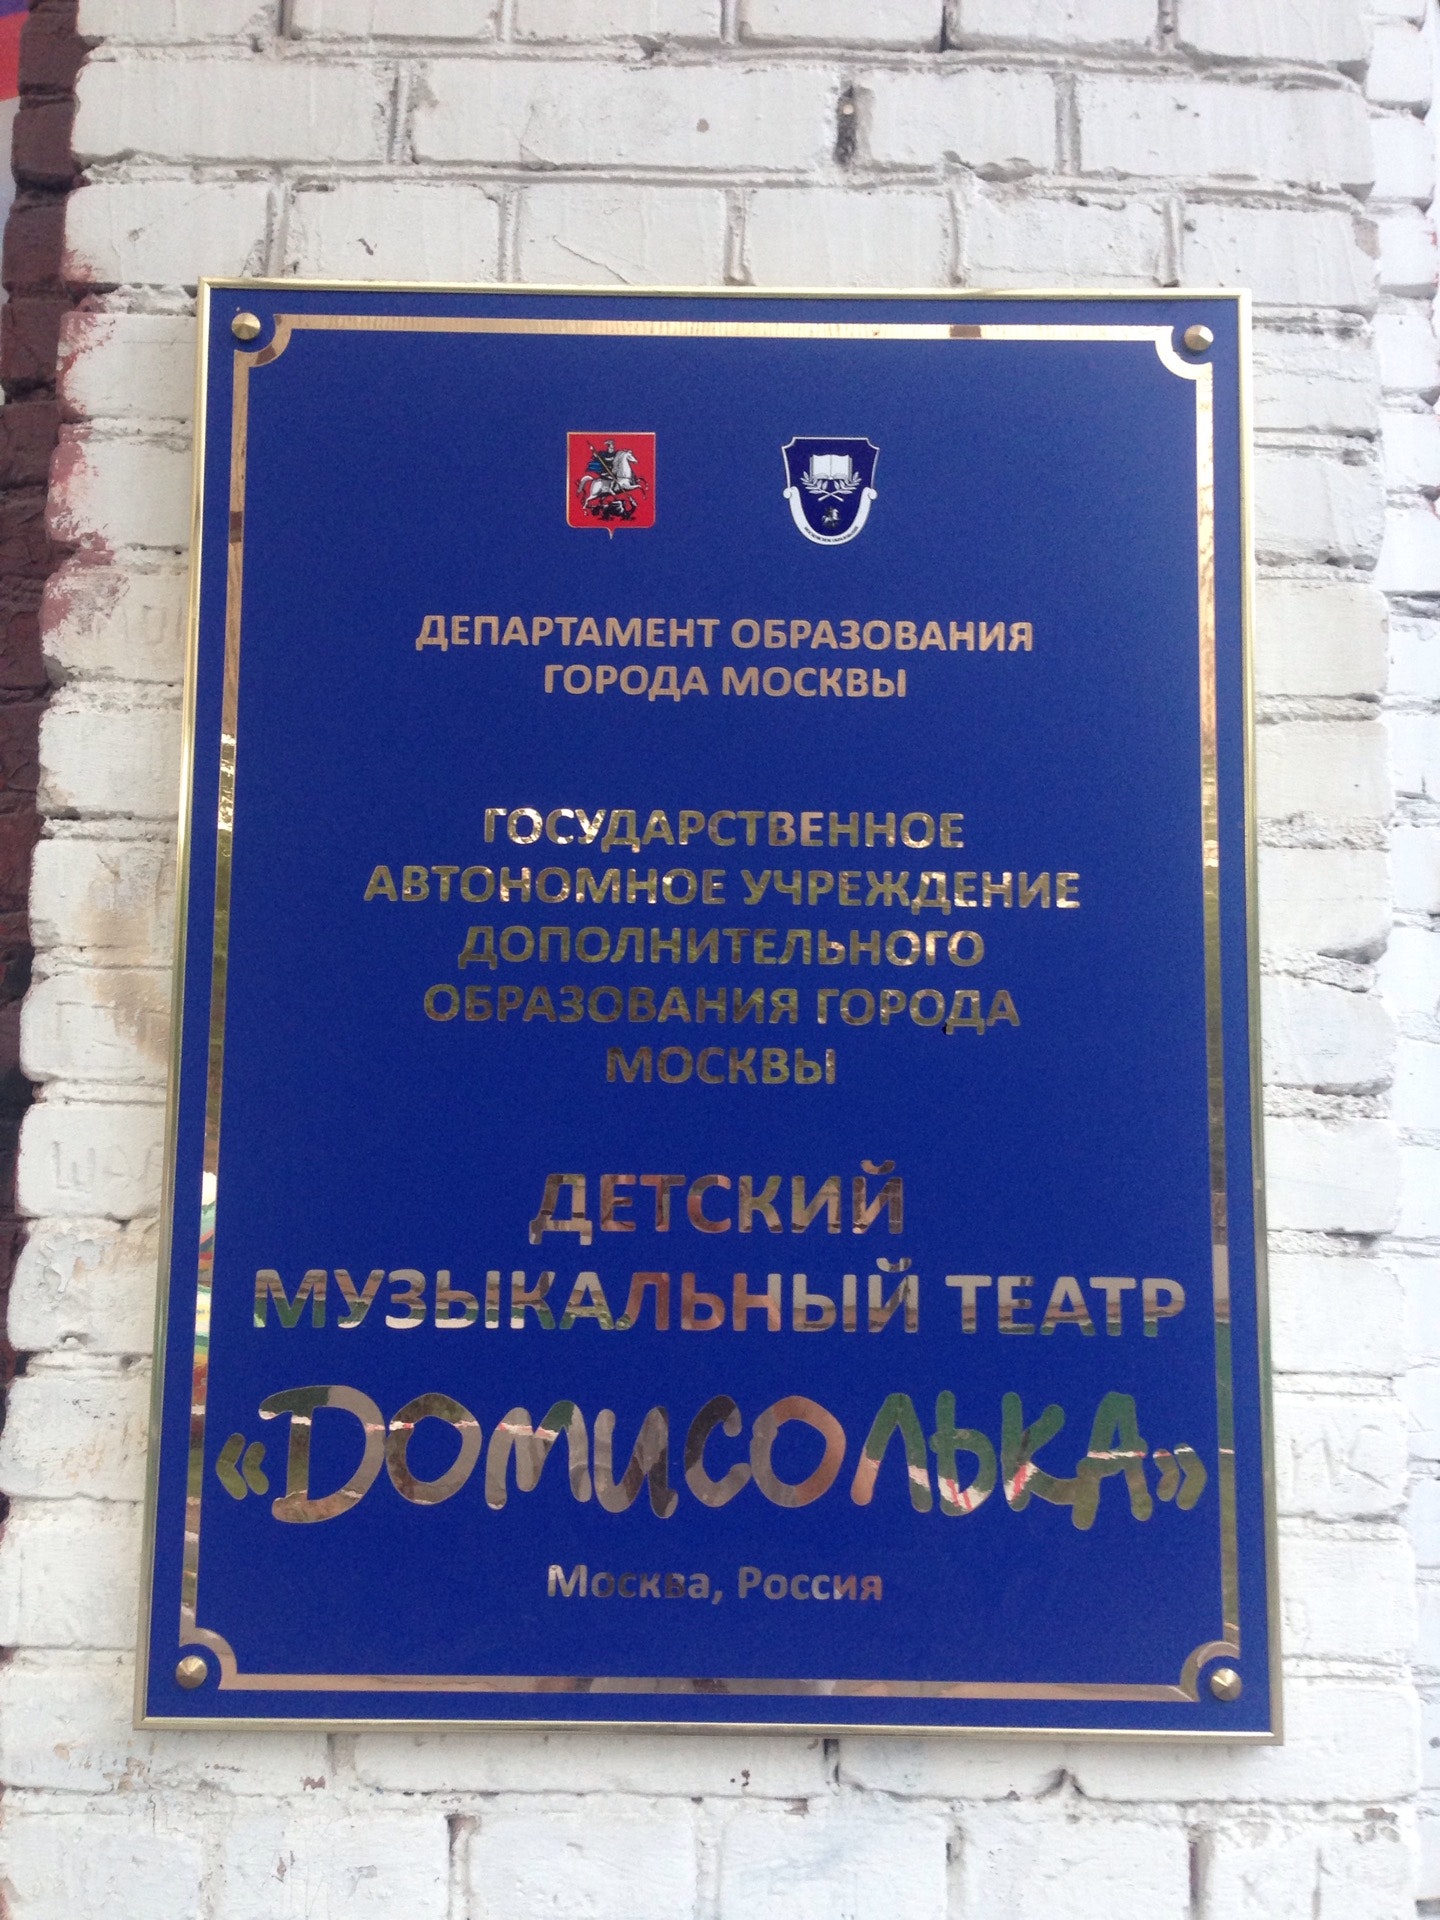 ДЕПАРТАМЕНТ ОБРАЗОВАНИЯ
ГОРОДА МОСКВЫ
ГОСУДАРСТВЕННОЕ
АВТОНОМНОЕ УЧРЕЖДЕНИЕ
ДОПОЛНИТЕЛЬНОГО
ОБРАЗОВАНИЯ ГОРОДА
МОСКВЫ
ДЕТСКИЙ
МУЗЫКАЛЬНЫЙ ТЕАТР
«ДОМИСОЛЬКА»
Москва, Россия